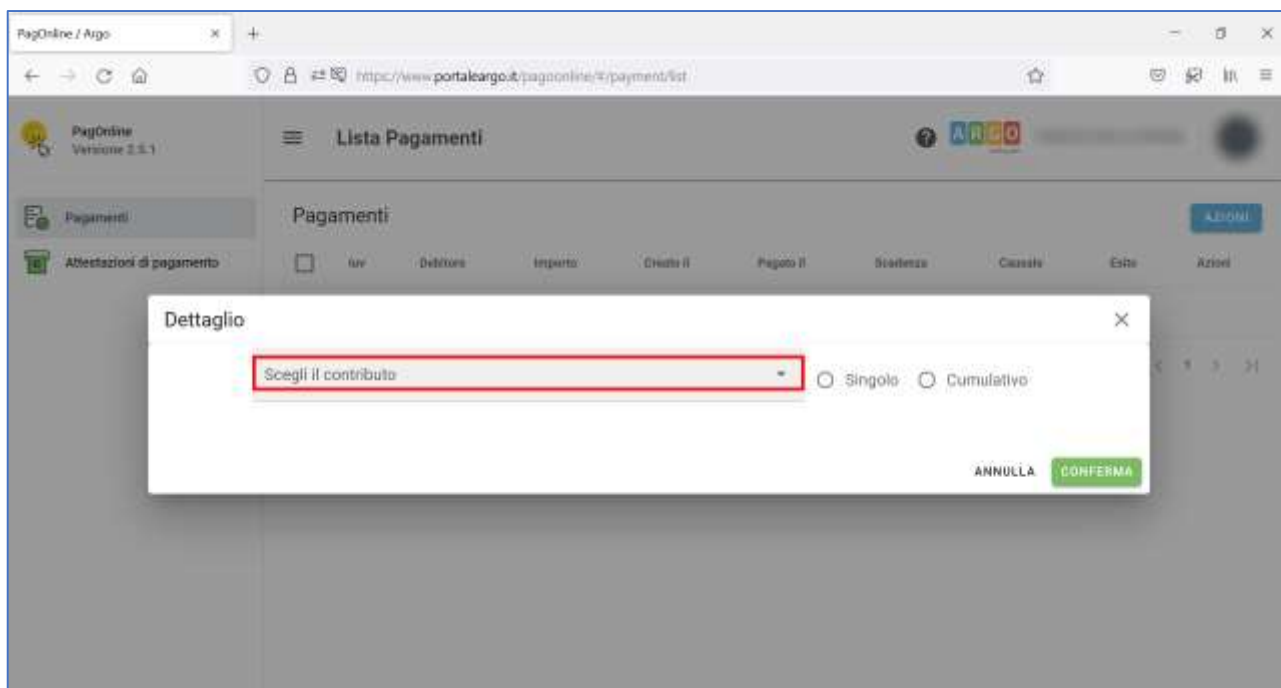 PagOnline / Argo
https://www.portaleargo.it/pagoonline/#/payment/list
PagOnline
Versione 2.5.1
Lista Pagamenti
ARGO
Pagamenti
Attestazioni di pagamento
Pagamenti
AZIONI
Iuv Debitore Importo Creato il Pagato il Scadenza Causale Esito Azioni
Dettaglio
Scegli il contributo
Singolo Cumulativo
ANNULLA CONFERMA